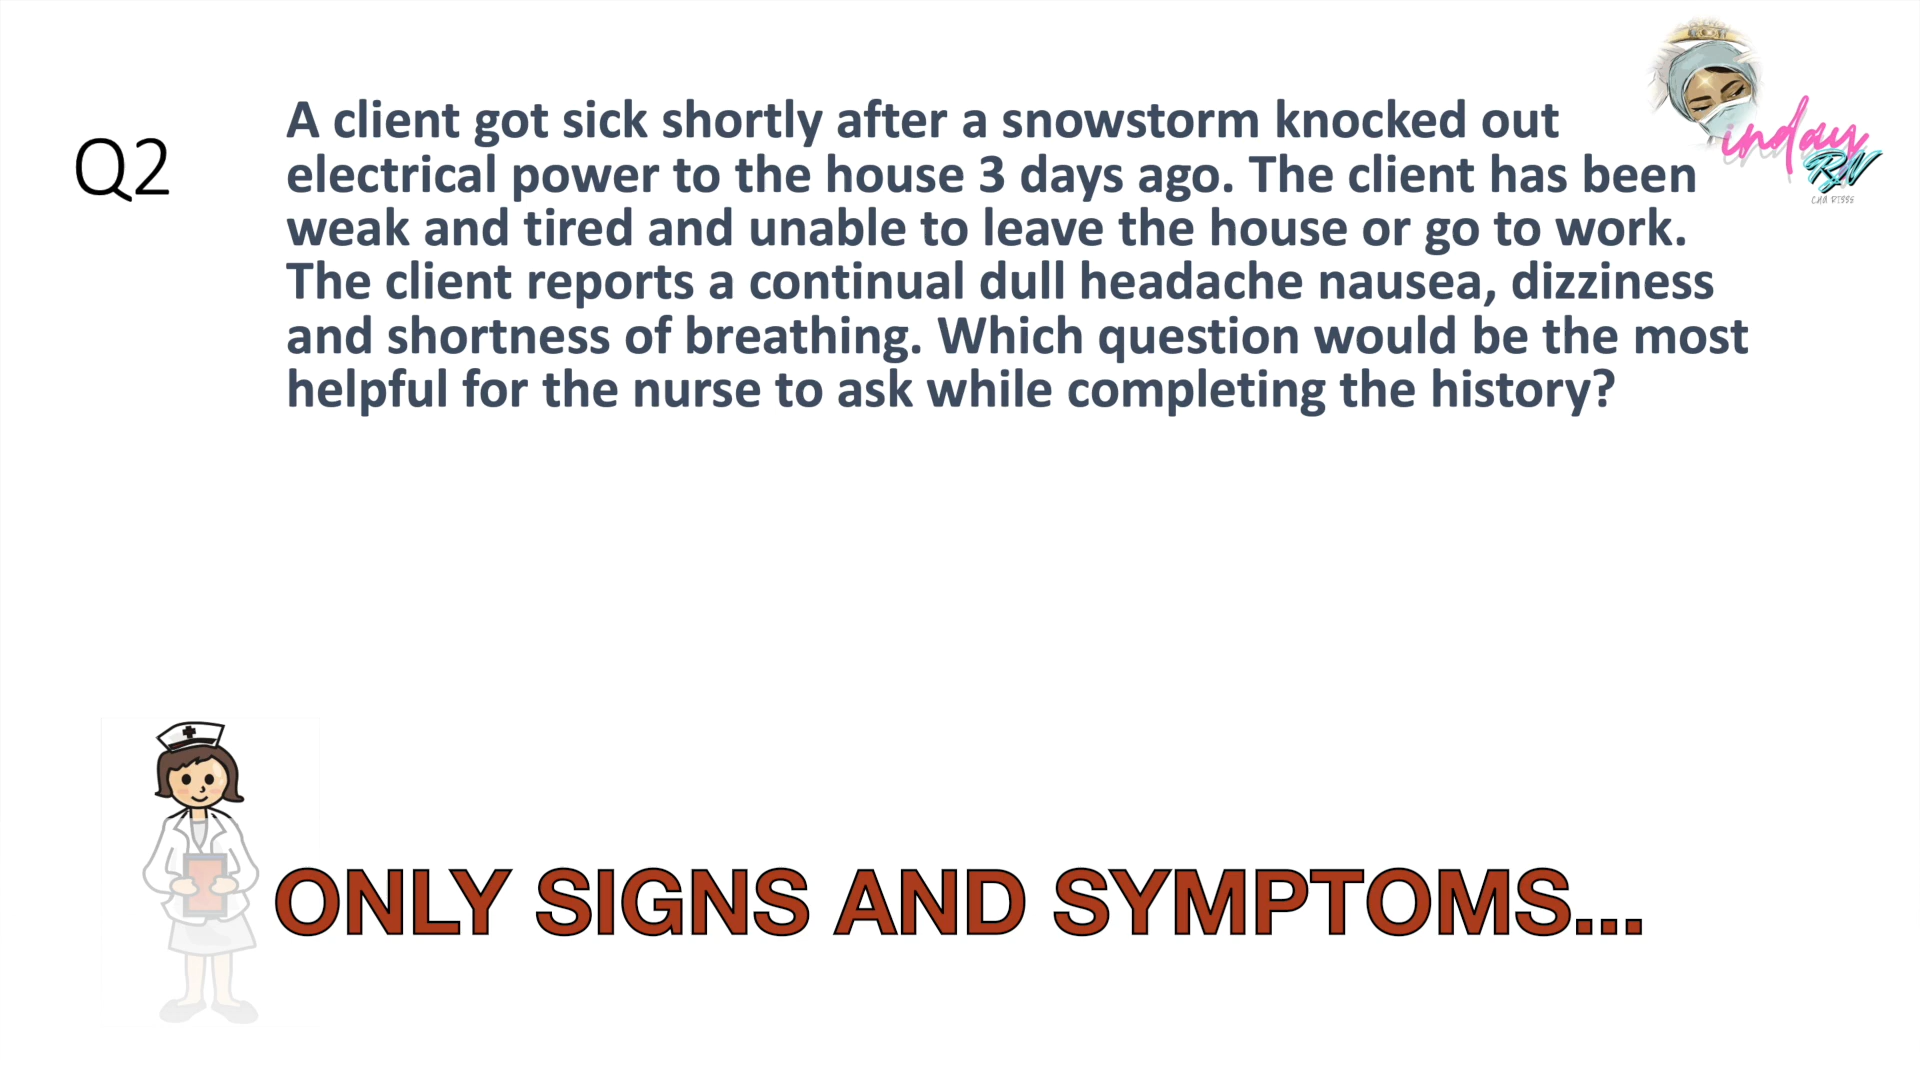 Q2
A client got sick shortly after a snowstorm knocked out
electrical power to the house 3 days ago. The client has been
weak and tired and unable to leave the house or go to work.
The client reports a continual dull headache nausea, dizziness
and shortness of breathing. Which question would be the most
helpful for the nurse to ask while completing the history?
inday
RN
ONLY SIGNS AND SYMPTOMS...